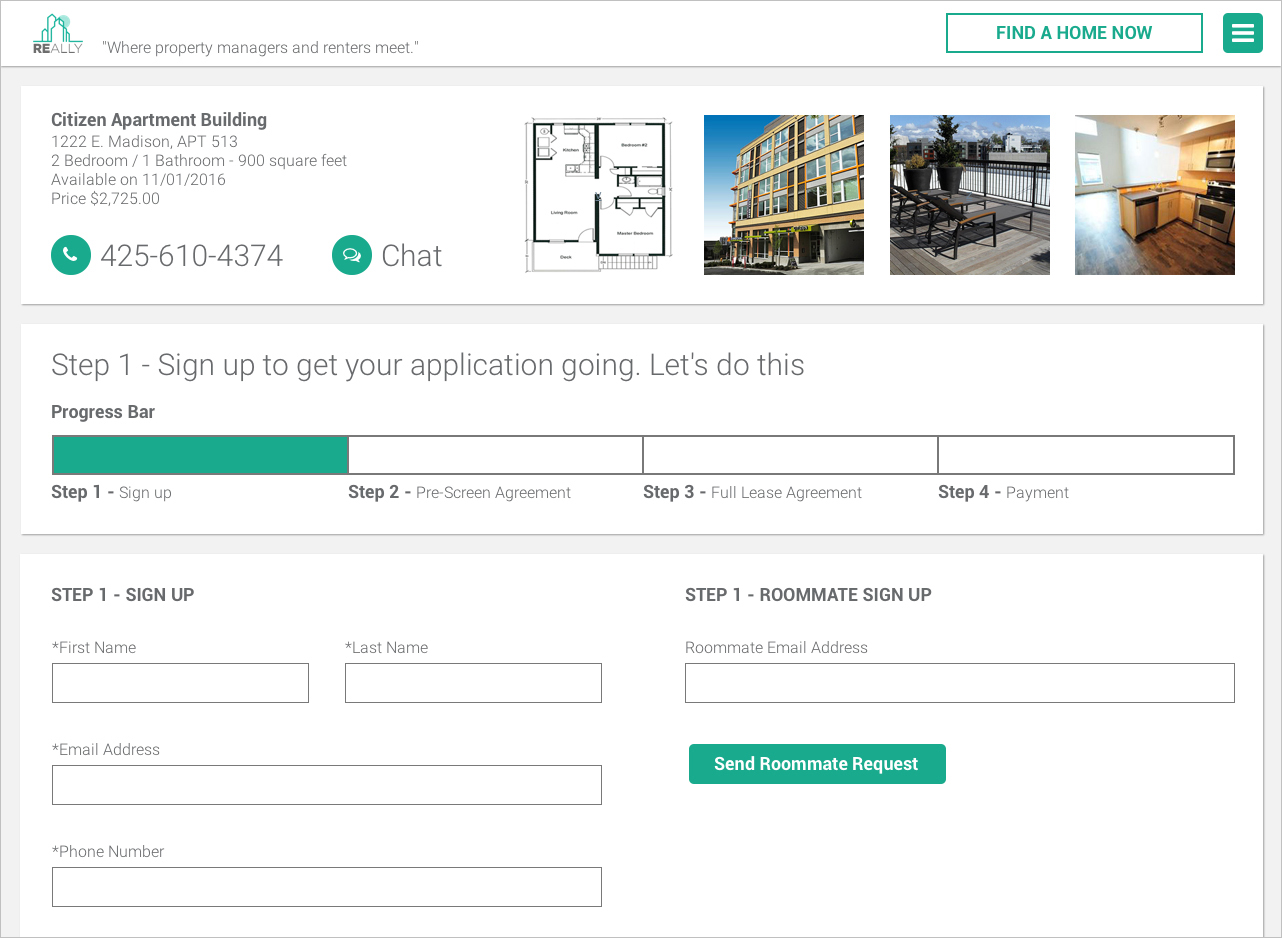 REALLY
"Where property managers and renters meet."
FIND A HOME NOW
Citizen Apartment Building
1222 E. Madison, APT 513
2 Bedroom / 1 Bathroom - 900 square feet
Available on 11/01/2016
Price $2,725.00
425-610-4374
Chat
Kitchen
Bedroom #2
Living Room
Master Bedroom
Deck
Step 1 - Sign up to get your application going. Let's do this
Progress Bar
Step 1 - Sign up
Step 2 - Pre-Screen Agreement
Step 3 - Full Lease Agreement
Step 4 - Payment
STEP 1 - SIGN UP
STEP 1 - ROOMMATE SIGN UP
*First Name
*Last Name
Roommate Email Address
*Email Address
Send Roommate Request
*Phone Number